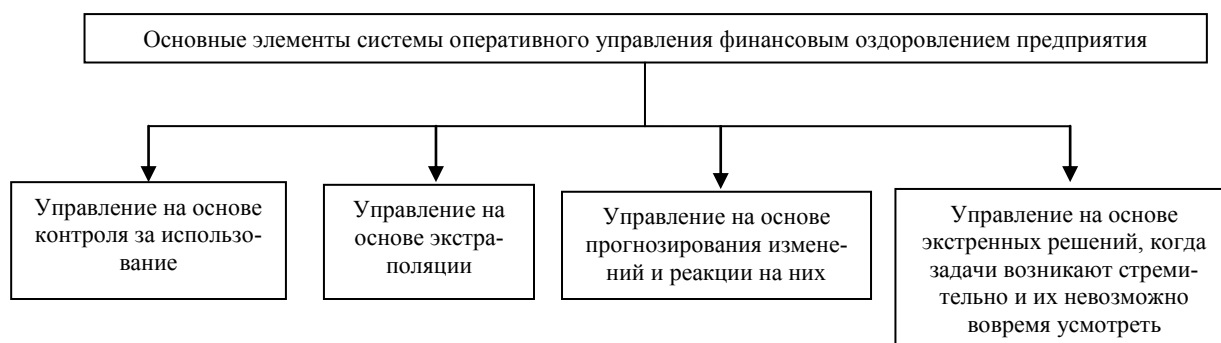 Основные элементы системы оперативного управления финансовым оздоровлением предприятия
Управление на основе
контроля за использо-
вание
Управление на
основе экстра-
поляции
Управление на основе
прогнозирования измене-
ний и реакции на них
Управление на основе
экстренных решений, когда
задачи возникают стреми-
тельно и их невозможно
вовремя усмотреть